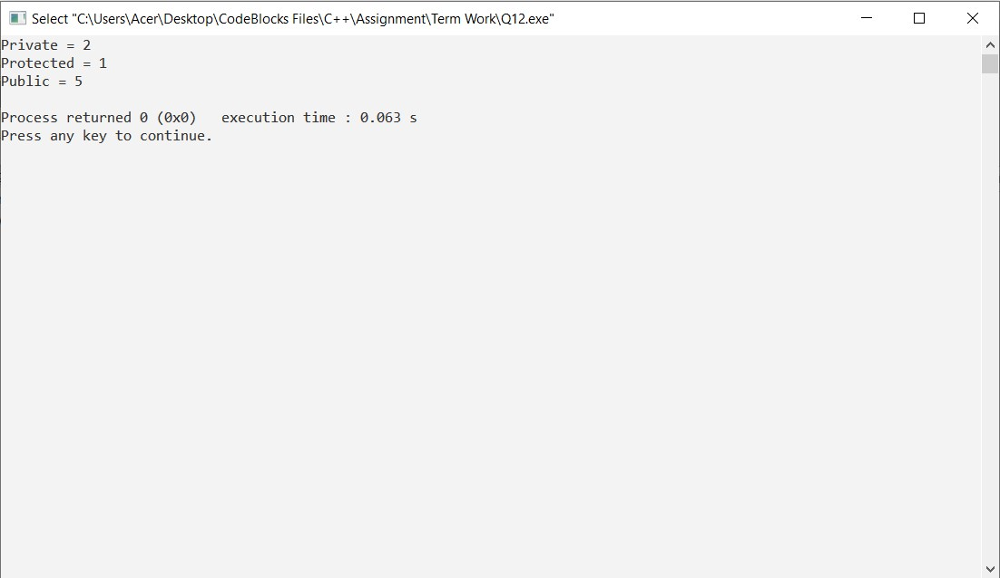 Select "C:\Users\Acer\Desktop\CodeBlocks Files\C++\Assignment\Term Work\Q12.exe"
Private = 2
Protected = 1
Public = 5
Process returned 0 (0x0)   execution time : 0.063 s
Press any key to continue.